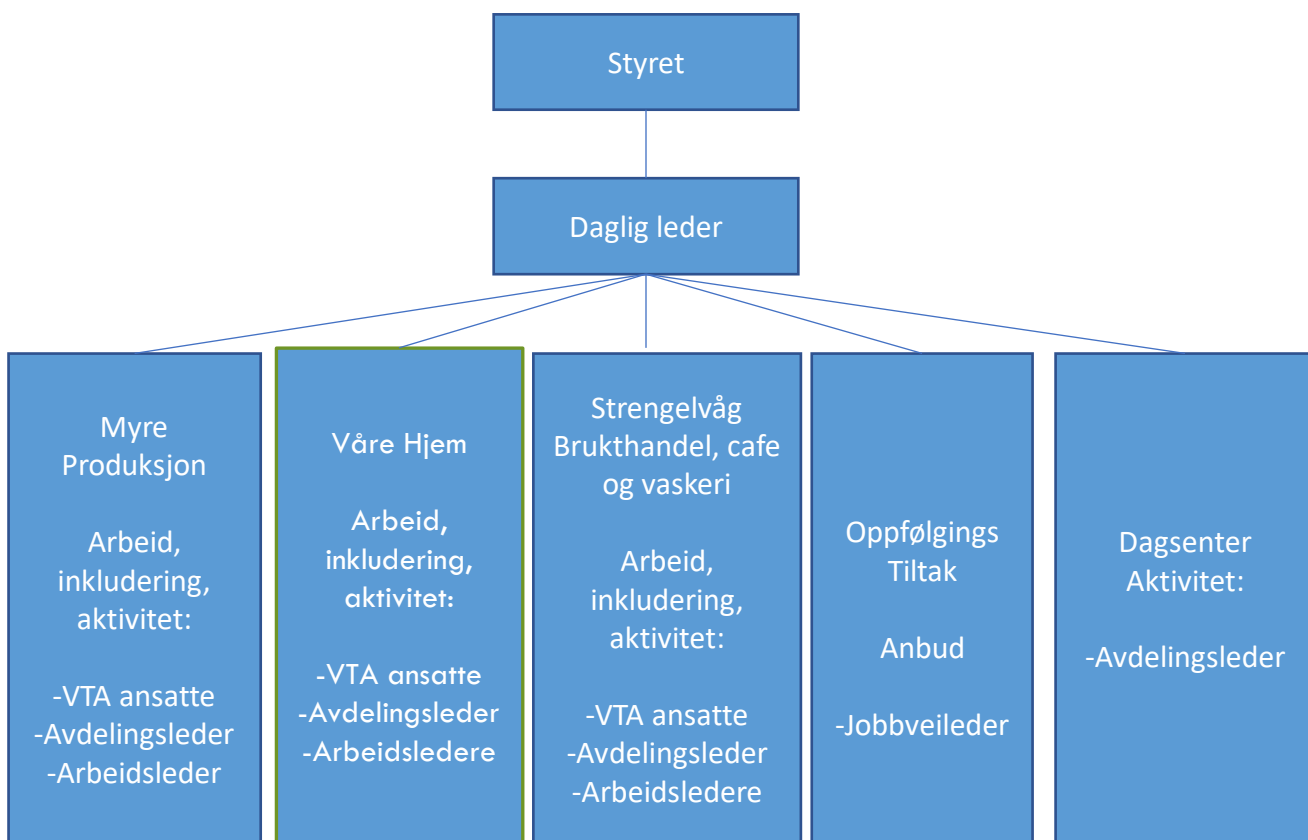 Styret
Daglig leder
Myre
Produksjon
Arbeid,
inkludering,
aktivitet:
-VTA ansatte
-Avdelingsleder
-Arbeidsleder
Våre Hjem
Arbeid,
inkludering,
aktivitet:
-VTA ansatte
-Avdelingsleder
-Arbeidsledere
Strengelvåg
Brukthandel, cafe
og vaskeri
Arbeid,
inkludering,
aktivitet:
-VTA ansatte
-Avdelingsleder
-Arbeidsledere
Oppfølgings
Tiltak
Anbud
-Jobbveileder
Dagsenter
Aktivitet:
-Avdelingsleder